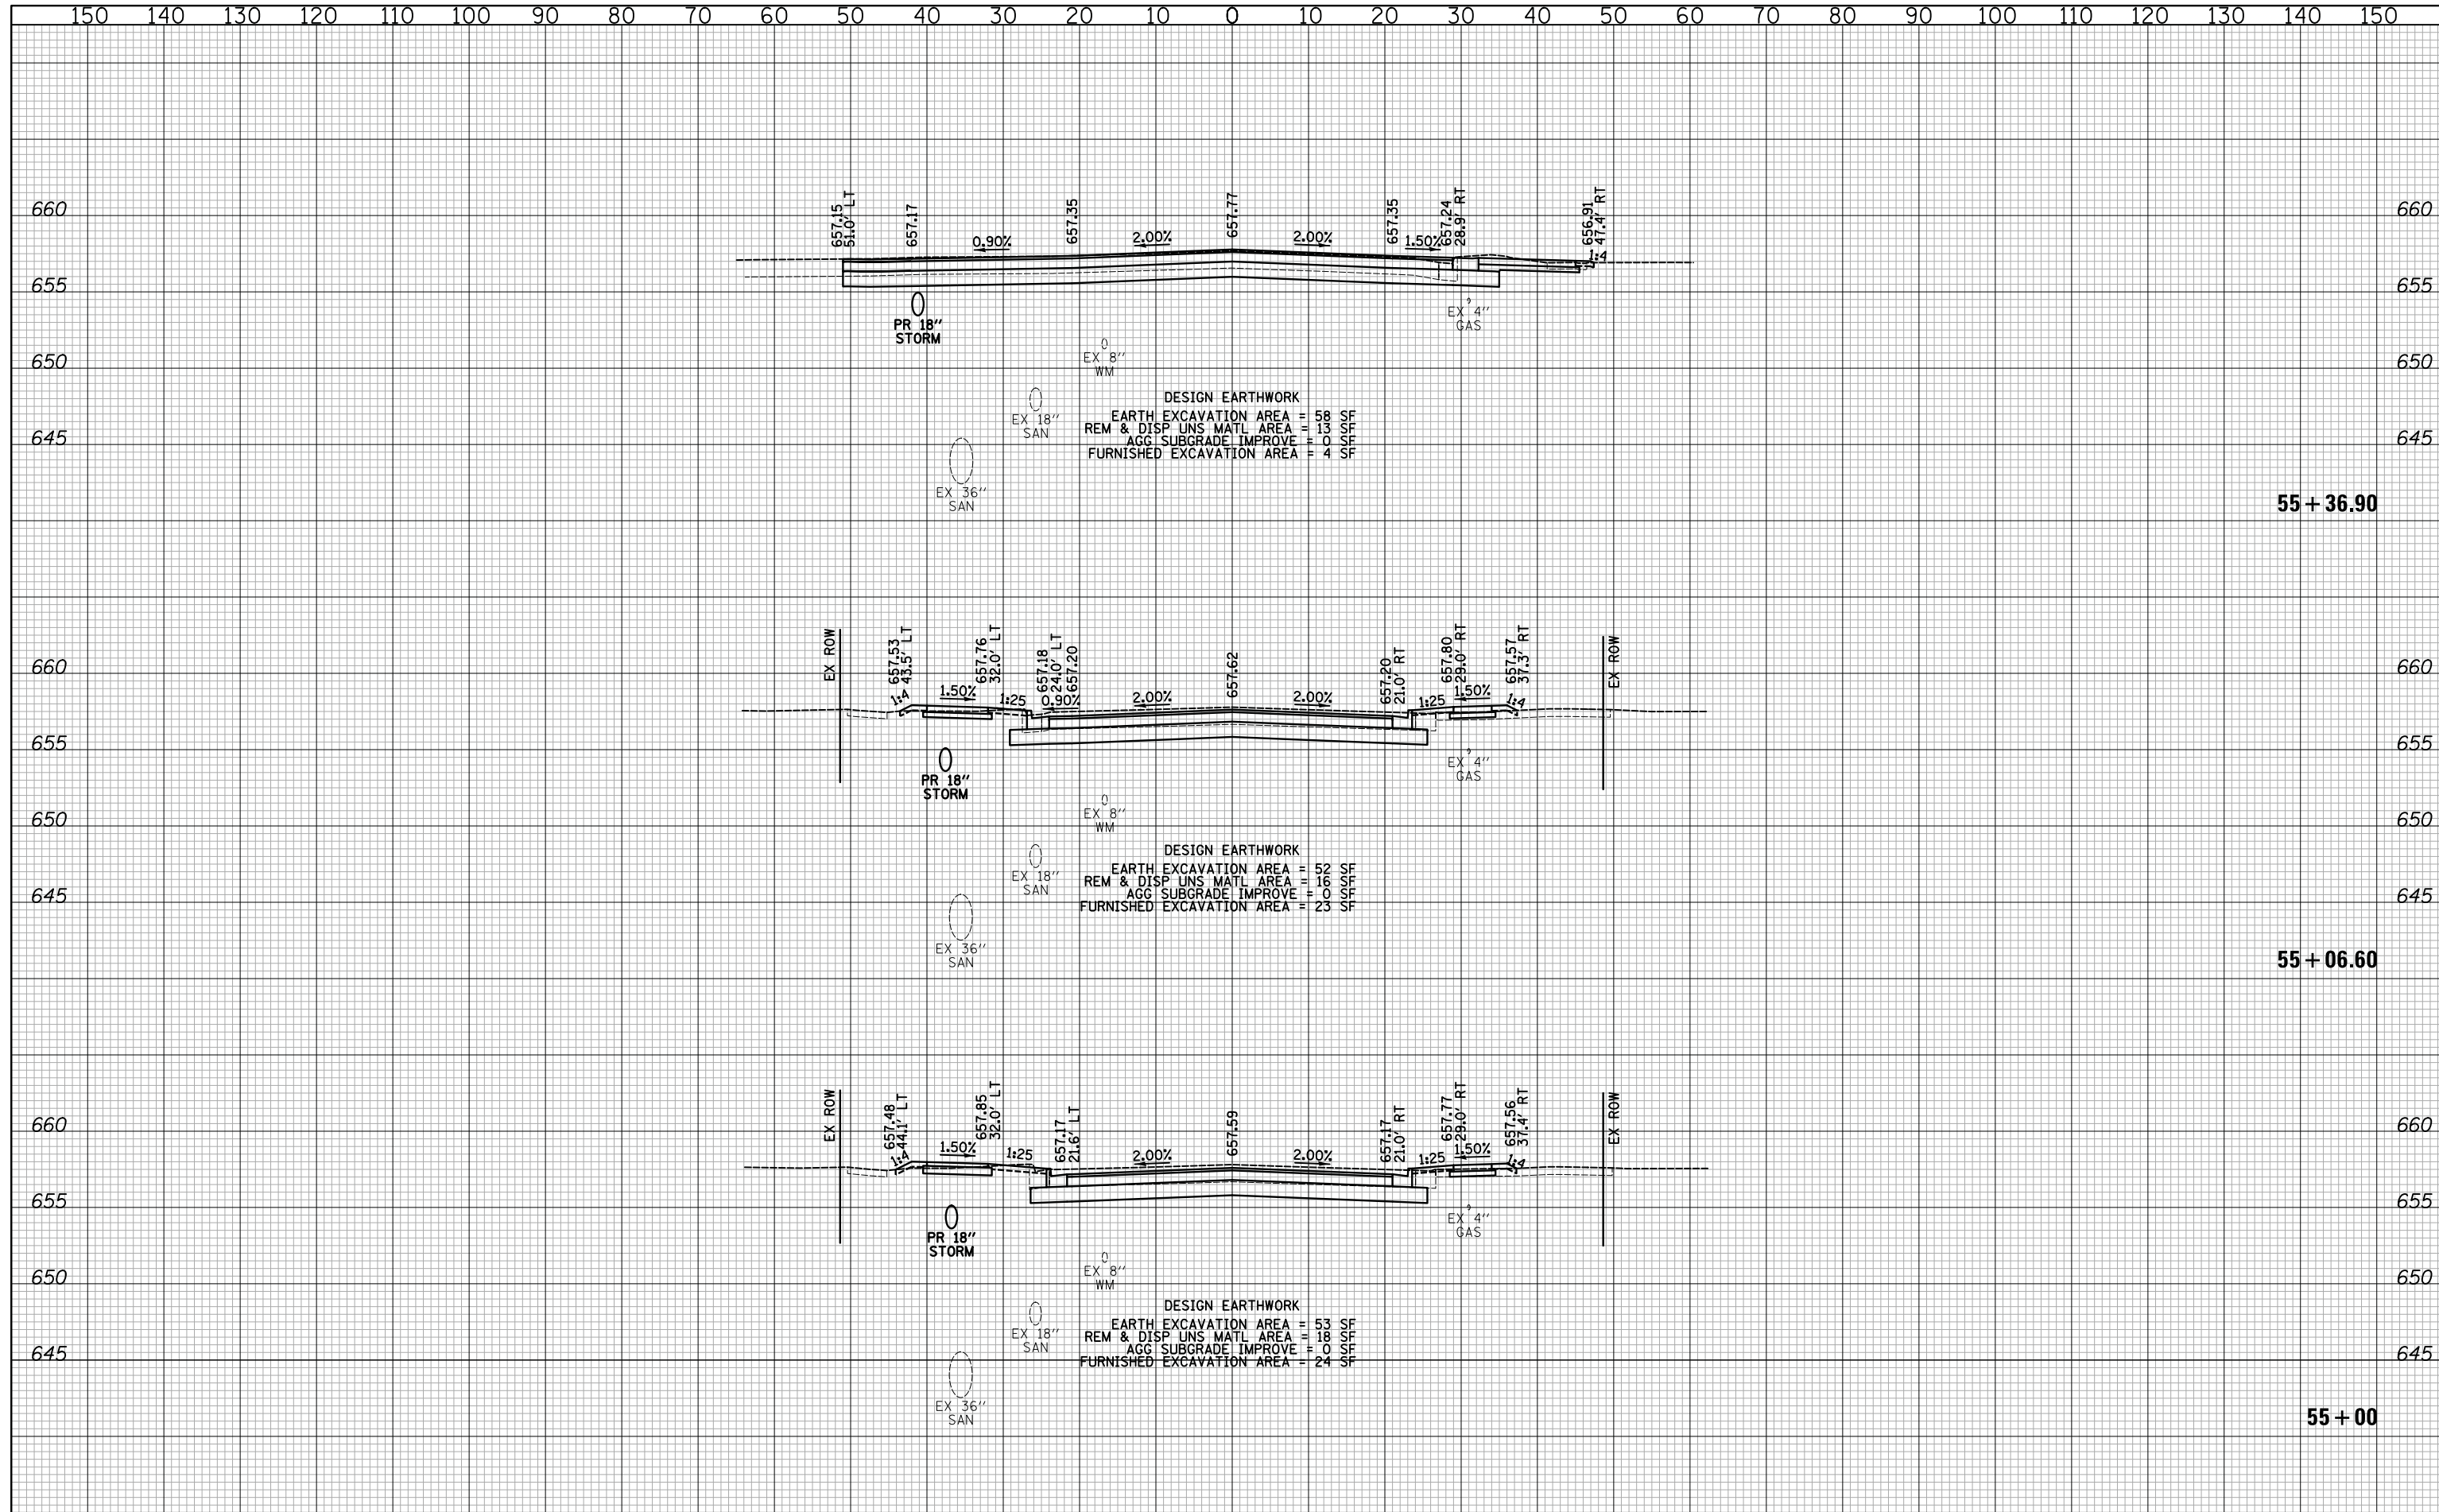 150 140 130 120 110 100 90 80 70 60 50 40 30 20 10 0 10 20 30 40 50 60 70 80 90 100 110 120 130 140 150
657.15
51.0' LT
657.17
0.90%
657.35
2.00%
657.77
2.00%
657.35
1.50%
657.24
28.9' RT
656.91
47.4' RT
1:4
660 660
655 655
PR 18"
STORM
EX 4"
GAS
650 650
EX 8"
WM
EX 18"
SAN
DESIGN EARTHWORK
EARTH EXCAVATION AREA = 58 SF
REM & DISP UNS MATL AREA = 13 SF
AGG SUBGRADE IMPROVE = 0 SF
FURNISHED EXCAVATION AREA = 4 SF
645 645
EX 36"
SAN
55+36.90
EX ROW
657.53
43.5' LT
1:4
1.50%
657.76
32.0' LT
1:25
657.18
24.0' LT
0.90%
657.20
2.00%
657.62
2.00%
657.20
21.0' RT
1:25
657.80
29.0' RT
1.50%
657.57
37.3' RT
1:4
EX ROW
660 660
655 655
PR 18"
STORM
EX 4"
GAS
650 650
EX 8"
WM
EX 18"
SAN
DESIGN EARTHWORK
EARTH EXCAVATION AREA = 52 SF
REM & DISP UNS MATL AREA = 16 SF
AGG SUBGRADE IMPROVE = 0 SF
FURNISHED EXCAVATION AREA = 23 SF
645 645
EX 36"
SAN
55+06.60
EX ROW
657.48
44.1' LT
1:4
1.50%
657.85
32.0' LT
1:25
657.17
21.6' LT
2.00%
657.59
2.00%
657.17
21.0' RT
1:25
657.77
29.0' RT
1.50%
657.56
37.4' RT
1:4
EX ROW
660 660
655 655
PR 18"
STORM
EX 4"
GAS
650 650
EX 8"
WM
EX 18"
SAN
DESIGN EARTHWORK
EARTH EXCAVATION AREA = 53 SF
REM & DISP UNS MATL AREA = 18 SF
AGG SUBGRADE IMPROVE = 0 SF
FURNISHED EXCAVATION AREA = 24 SF
645 645
EX 36"
SAN
55+00